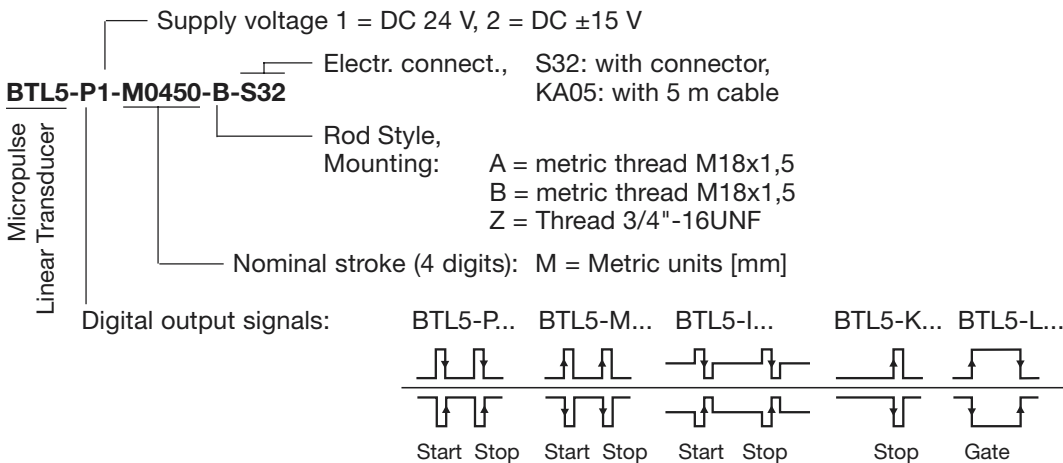 Supply voltage 1 = DC 24 V, 2 = DC ±15 V
Electr. connect., S32: with connector,
KA05: with 5 m cable
BTL5-P1-M0450-B-S32
Micropulse
Linear Transducer
Rod Style,
Mounting: A = metric thread M18x1,5
B = metric thread M18x1,5
Z = Thread 3/4"-16UNF
Nominal stroke (4 digits): M = Metric units [mm]
Digital output signals: BTL5-P... BTL5-M... BTL5-I... BTL5-K... BTL5-L...
Start Stop Start Stop Start Stop Stop Gate